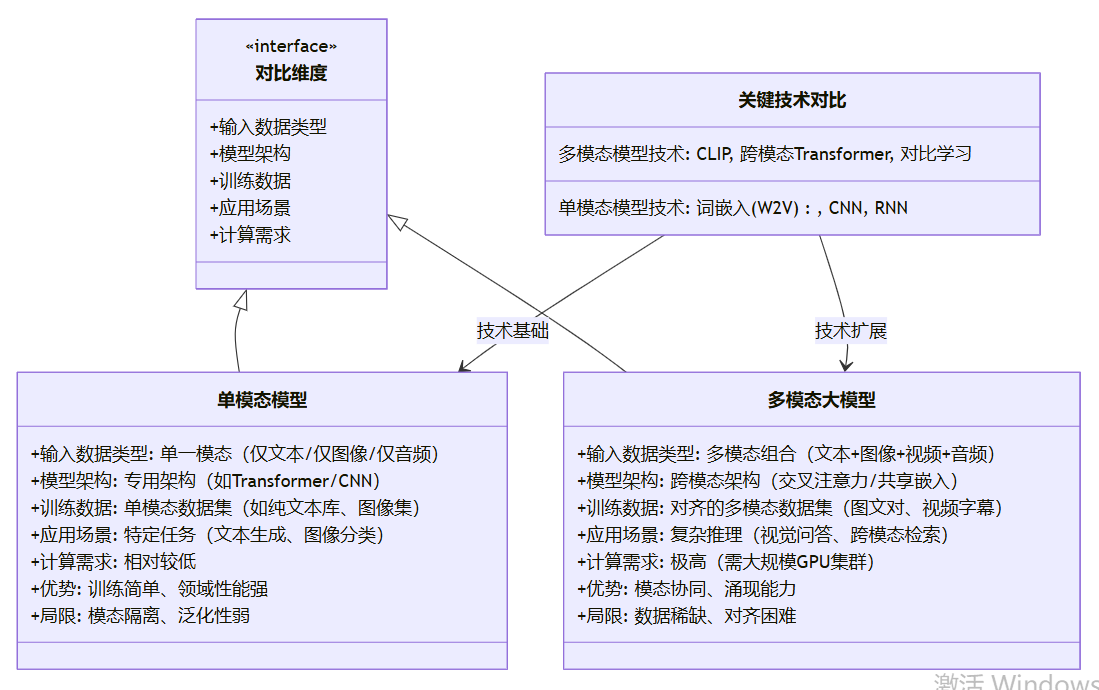 «interface»
对比维度
+输入数据类型
+模型架构
+训练数据
+应用场景
+计算需求
关键技术对比
多模态模型技术: CLIP, 跨模态Transformer, 对比学习
单模态模型技术: 词嵌入(W2V) : , CNN, RNN
技术基础
技术扩展
单模态模型
+输入数据类型: 单一模态（仅文本/仅图像/仅音频）
+模型架构: 专用架构（如Transformer/CNN）
+训练数据: 单模态数据集（如纯文本库、图像集）
+应用场景: 特定任务（文本生成、图像分类）
+计算需求: 相对较低
+优势: 训练简单、领域性能强
+局限: 模态隔离、泛化性弱
多模态大模型
+输入数据类型: 多模态组合（文本+图像+视频+音频）
+模型架构: 跨模态架构（交叉注意力/共享嵌入）
+训练数据: 对齐的多模态数据集（图文对、视频字幕）
+应用场景: 复杂推理（视觉问答、跨模态检索）
+计算需求: 极高（需大规模GPU集群）
+优势: 模态协同、涌现能力
+局限: 数据稀缺、对齐困难
激活 Windows